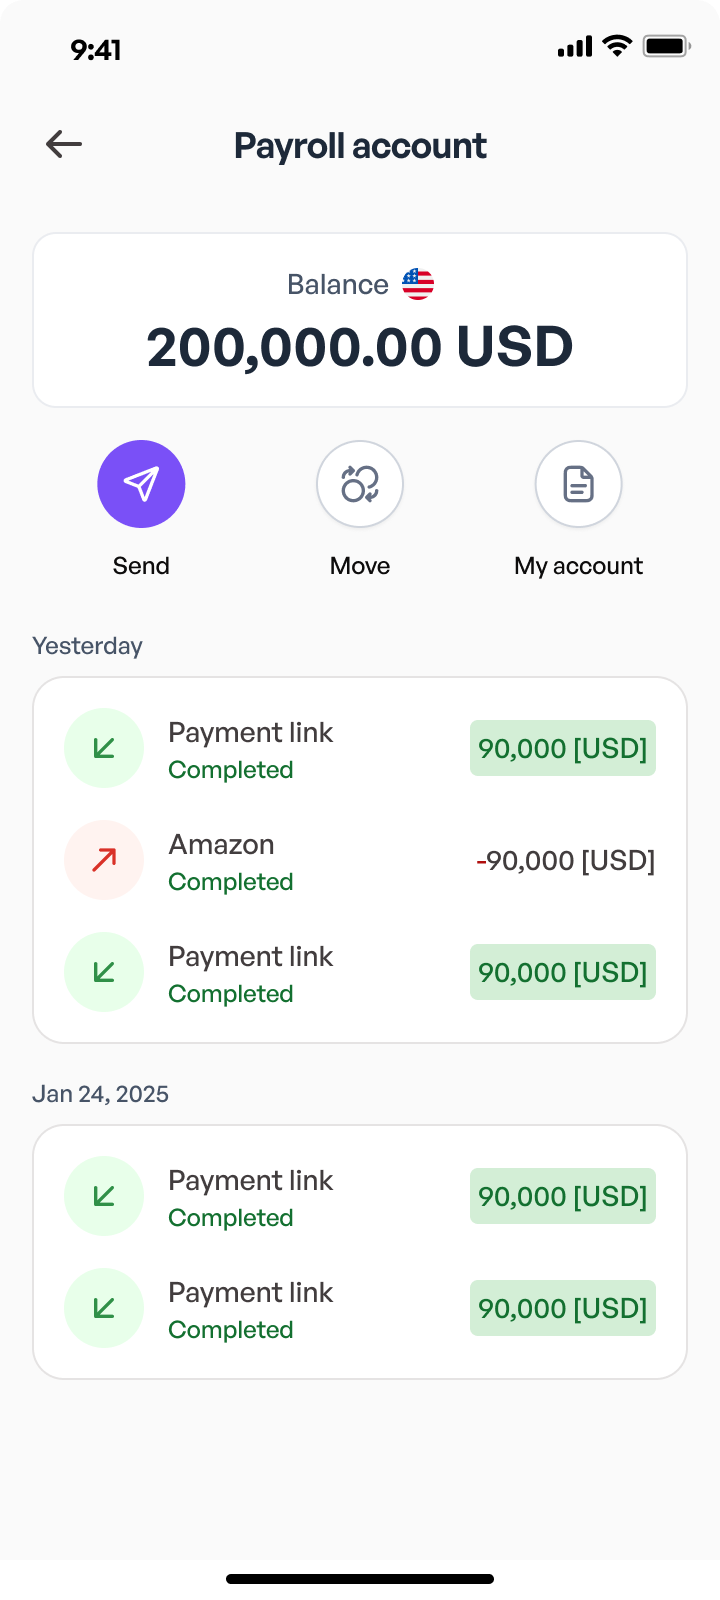 9:41
Payroll account
Balance
200,000.00 USD
Send
Move
My account
Yesterday
Payment link
Completed
90,000 [USD]
Amazon
Completed
-90,000 [USD]
Payment link
Completed
90,000 [USD]
Jan 24, 2025
Payment link
Completed
90,000 [USD]
Payment link
Completed
90,000 [USD]